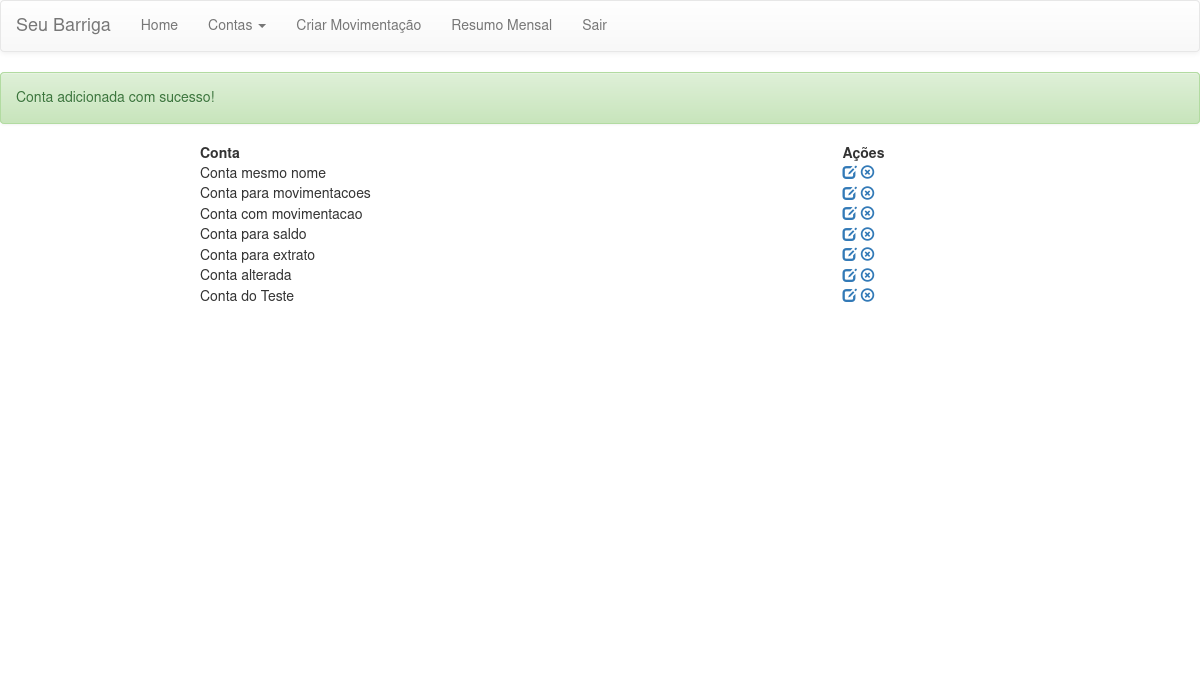 Seu Barriga Home Contas Criar Movimentação Resumo Mensal Sair
Conta adicionada com sucesso!
Conta Ações
Conta mesmo nome
Conta para movimentacoes
Conta com movimentacao
Conta para saldo
Conta para extrato
Conta alterada
Conta do Teste